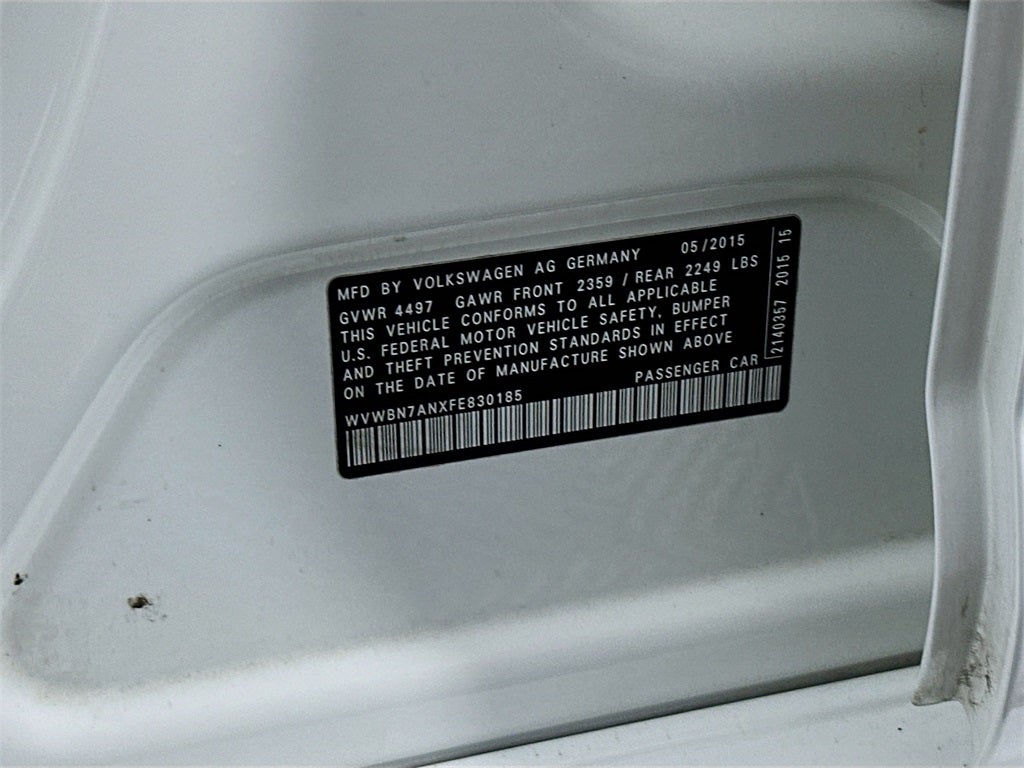 MFD BY VOLKSWAGEN AG GERMANY 05/2015
GVWR 4497 GAWR FRONT 2359 / REAR 2249 LBS
THIS VEHICLE CONFORMS TO ALL APPLICABLE
U.S. FEDERAL MOTOR VEHICLE SAFETY, BUMPER
AND THEFT PREVENTION STANDARDS IN EFFECT
ON THE DATE OF MANUFACTURE SHOWN ABOVE
WVWBN7ANXFE830185 PASSENGER CAR
2140357 2015 15